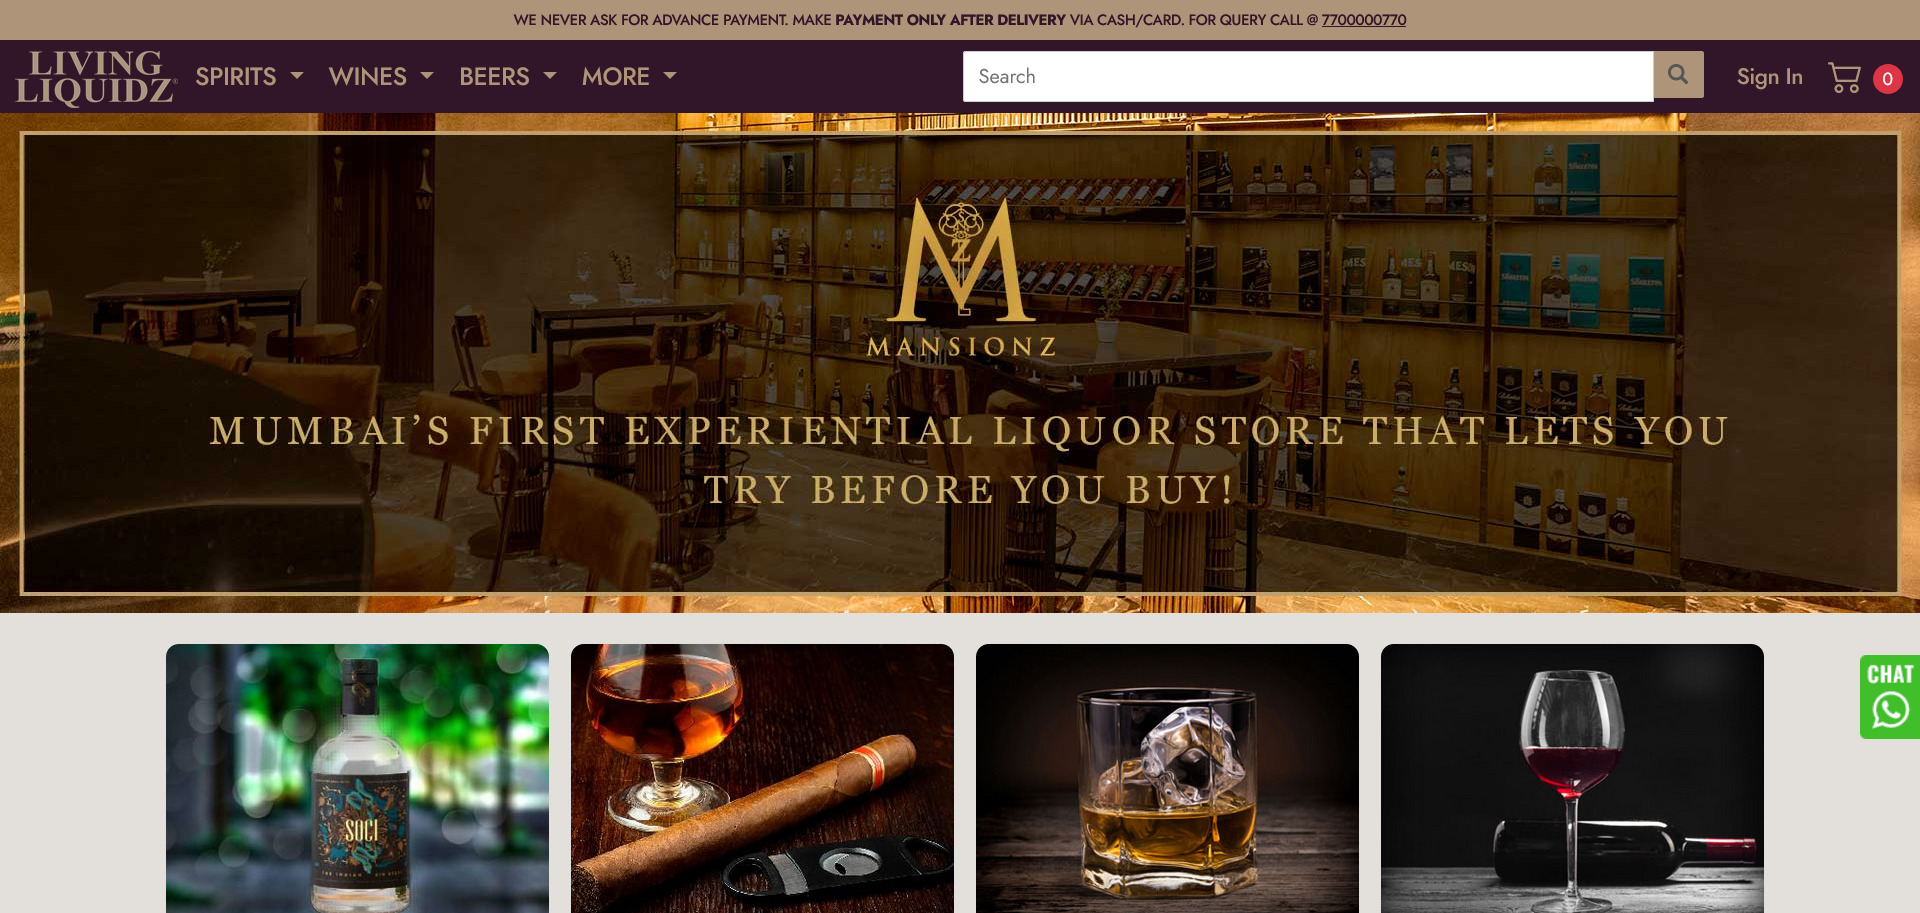 WE NEVER ASK FOR ADVANCE PAYMENT. MAKE PAYMENT ONLY AFTER DELIVERY VIA CASH/CARD. FOR QUERY CALL @ 7700000770
LIVING
LIQUIDZ
SPIRITS
WINES
BEERS
MORE
Search
Sign In
0
MANSIONZ
MUMBAI’S FIRST EXPERIENTIAL LIQUOR STORE THAT LETS YOU
TRY BEFORE YOU BUY!
CHAT
SOCI